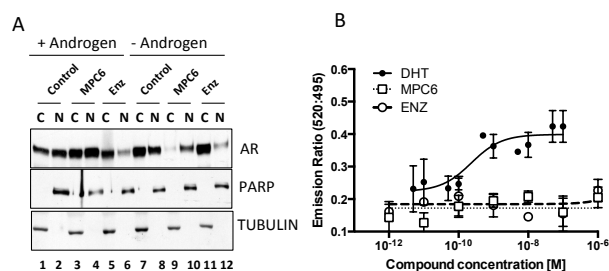 A
+ Androgen - Androgen
Control MPC6 Enz Control MPC6 Enz
C N C N C N C N C N C N
AR
PARP
TUBULIN
1 2 3 4 5 6 7 8 9 10 11 12
B
Emission Ratio (520:495)
0.6
0.4
0.3
0.2
0.1
DHT
MPC6
ENZ
10-12 10-10 10-8 10-6
Compound concentration [M]